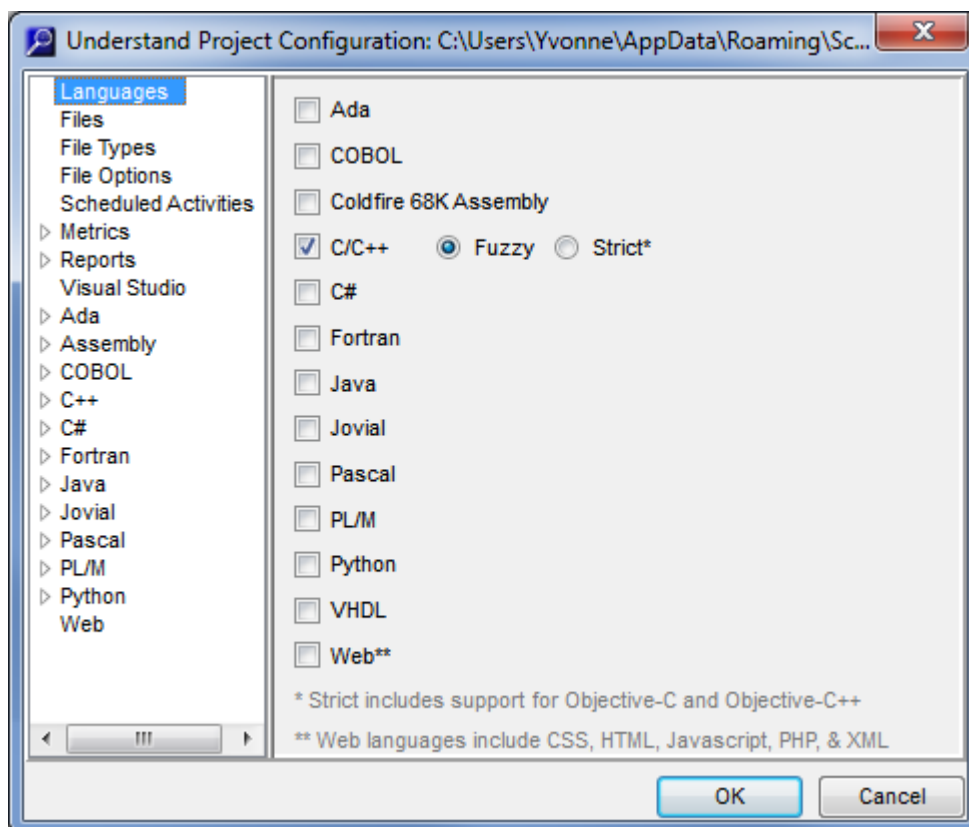 Understand Project Configuration: C:\Users\Yvonne\AppData\Roaming\Sc...
Languages
Files
File Types
File Options
Scheduled Activities
Metrics
Reports
Visual Studio
Ada
Assembly
COBOL
C++
C#
Fortran
Java
Jovial
Pascal
PL/M
Python
Web
Ada
COBOL
Coldfire 68K Assembly
C/C++ Fuzzy Strict*
C#
Fortran
Java
Jovial
Pascal
PL/M
Python
VHDL
Web**
* Strict includes support for Objective-C and Objective-C++
** Web languages include CSS, HTML, Javascript, PHP, & XML
OK Cancel